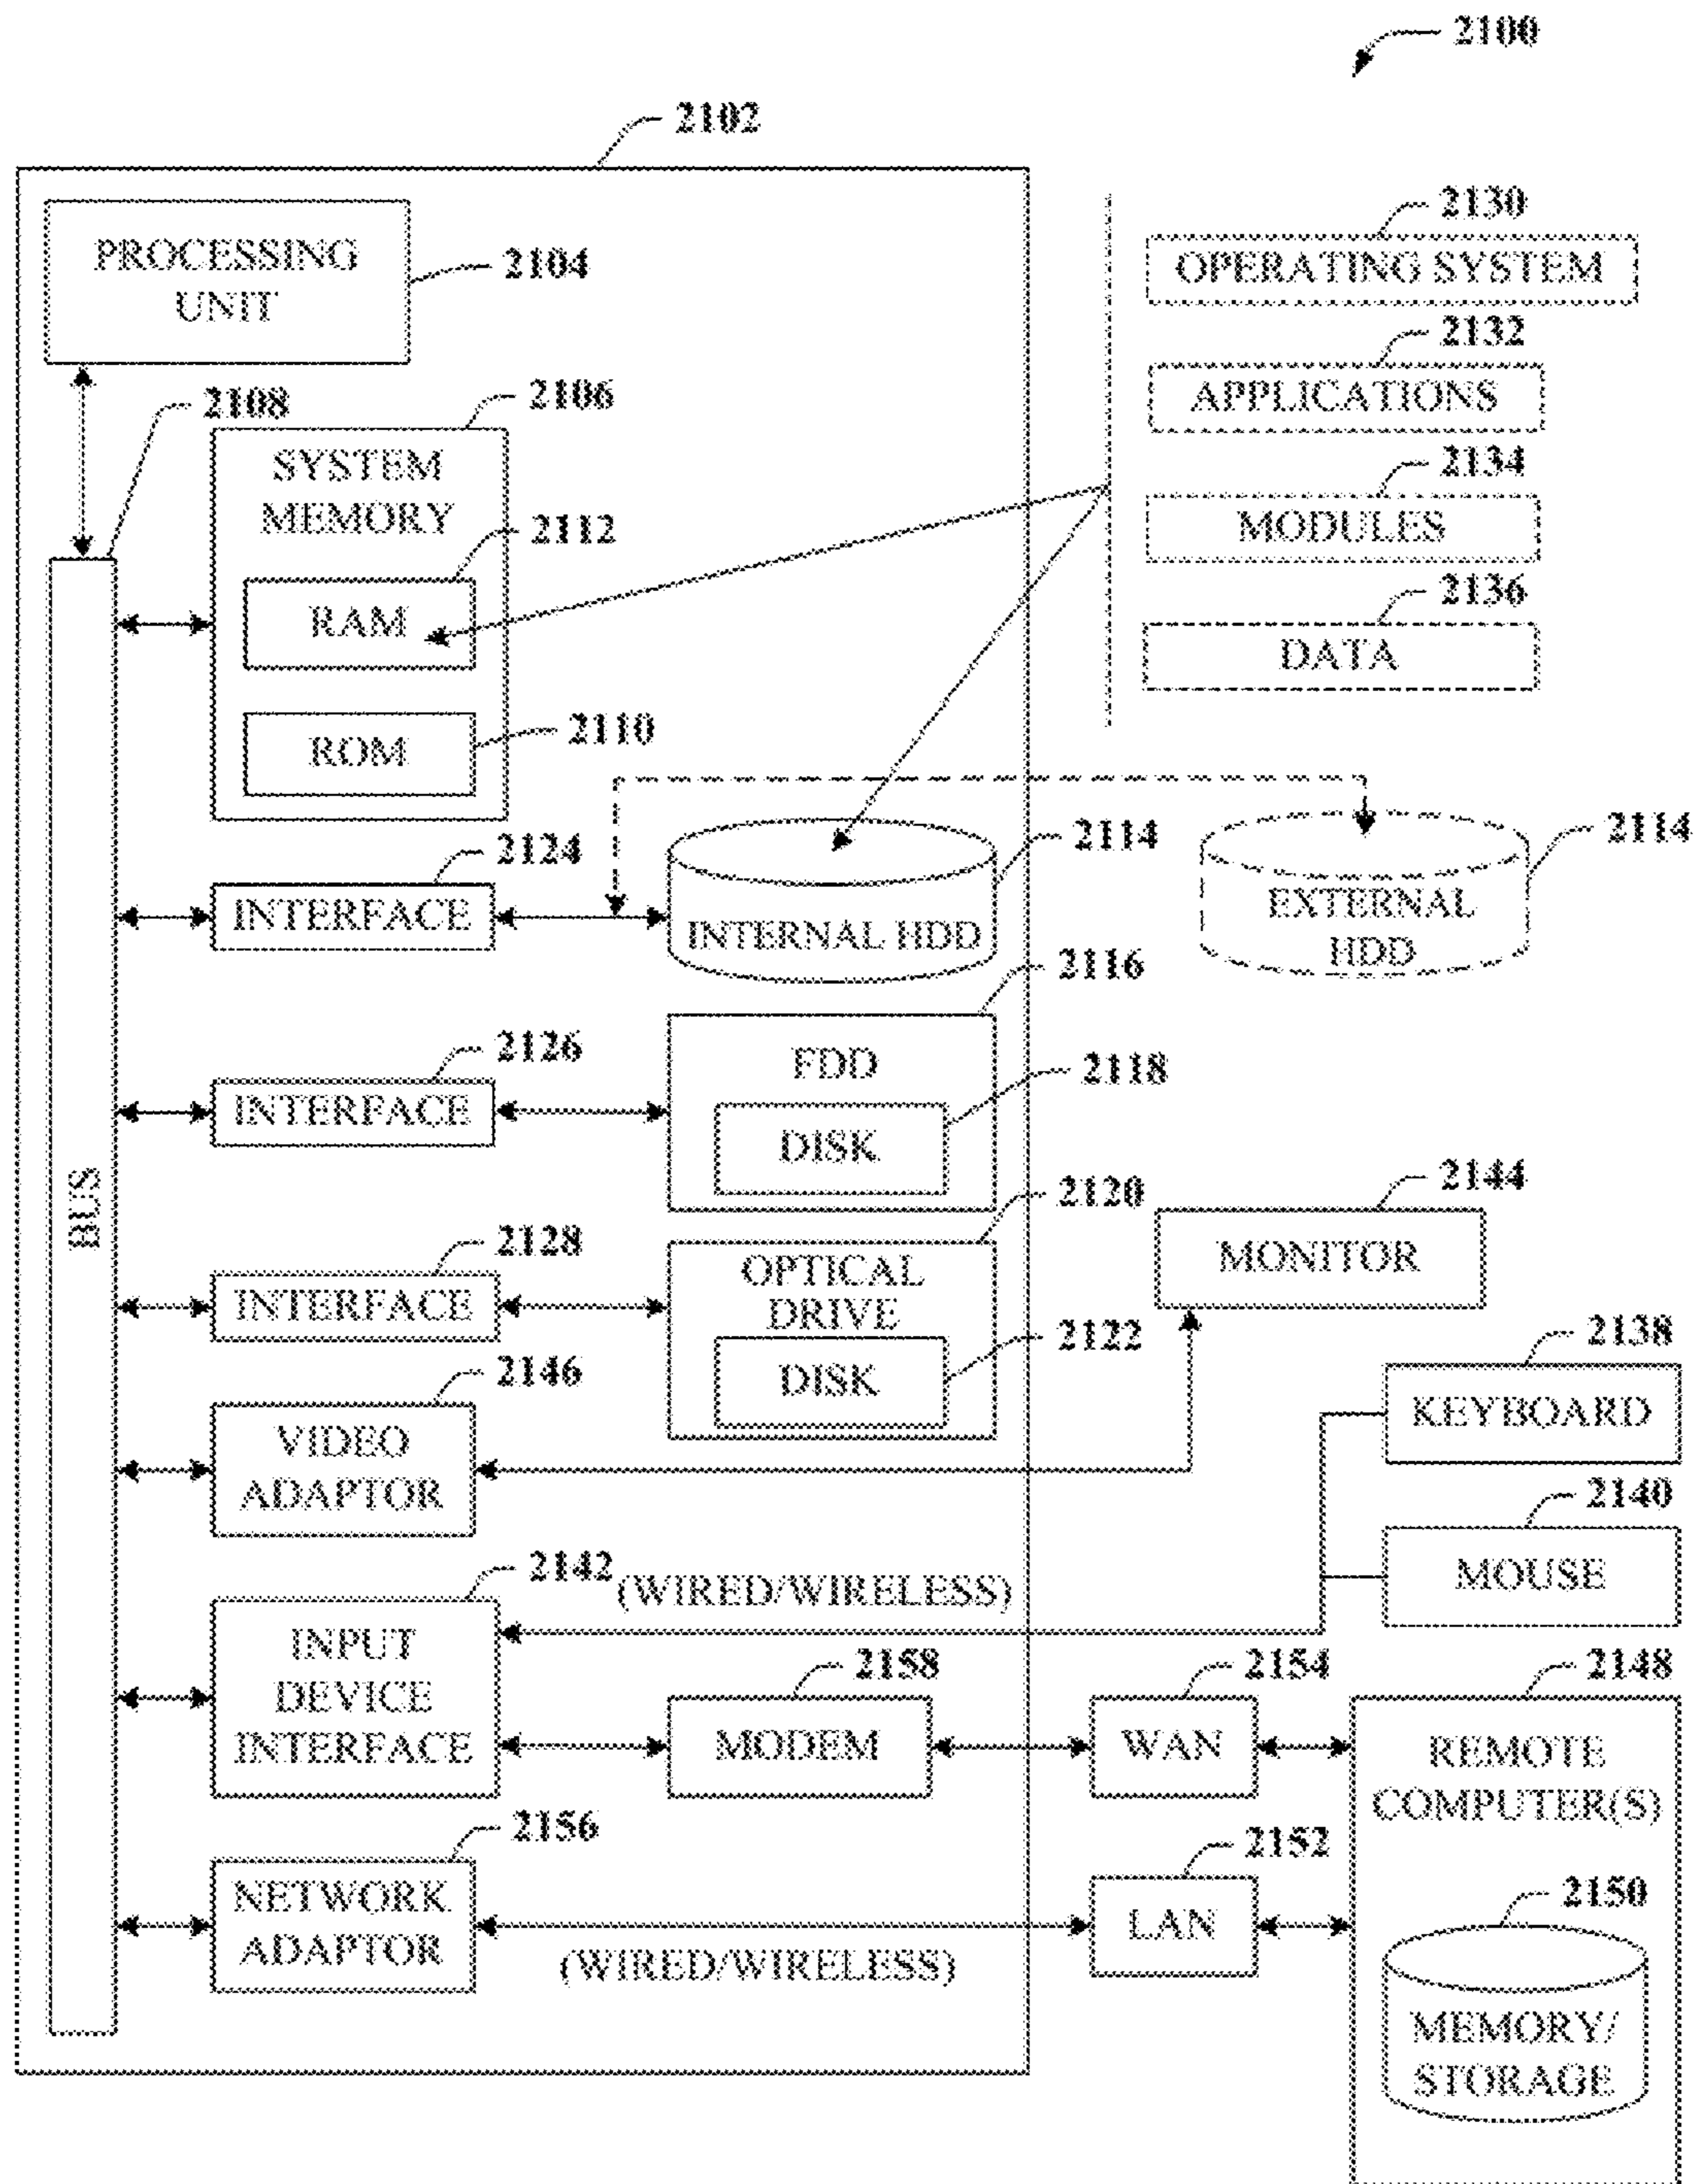 2100
2102
PROCESSING
UNIT
2104
2130
OPERATING SYSTEM
2132
APPLICATIONS
2134
MODULES
2136
DATA
2108
2106
SYSTEM
MEMORY
2112
RAM
2110
ROM
2124
INTERFACE
2114
INTERNAL HDD
2114
EXTERNAL
HDD
2126
INTERFACE
2116
FDD
2118
DISK
BUS
2128
INTERFACE
2120
OPTICAL
DRIVE
2122
DISK
2144
MONITOR
2146
VIDEO
ADAPTOR
2138
KEYBOARD
2140
MOUSE
2142
(WIRED/WIRELESS)
INPUT
DEVICE
INTERFACE
2158
MODEM
2154
WAN
2148
REMOTE
COMPUTER(S)
2156
NETWORK
ADAPTOR
(WIRED/WIRELESS)
2152
LAN
2150
MEMORY/
STORAGE